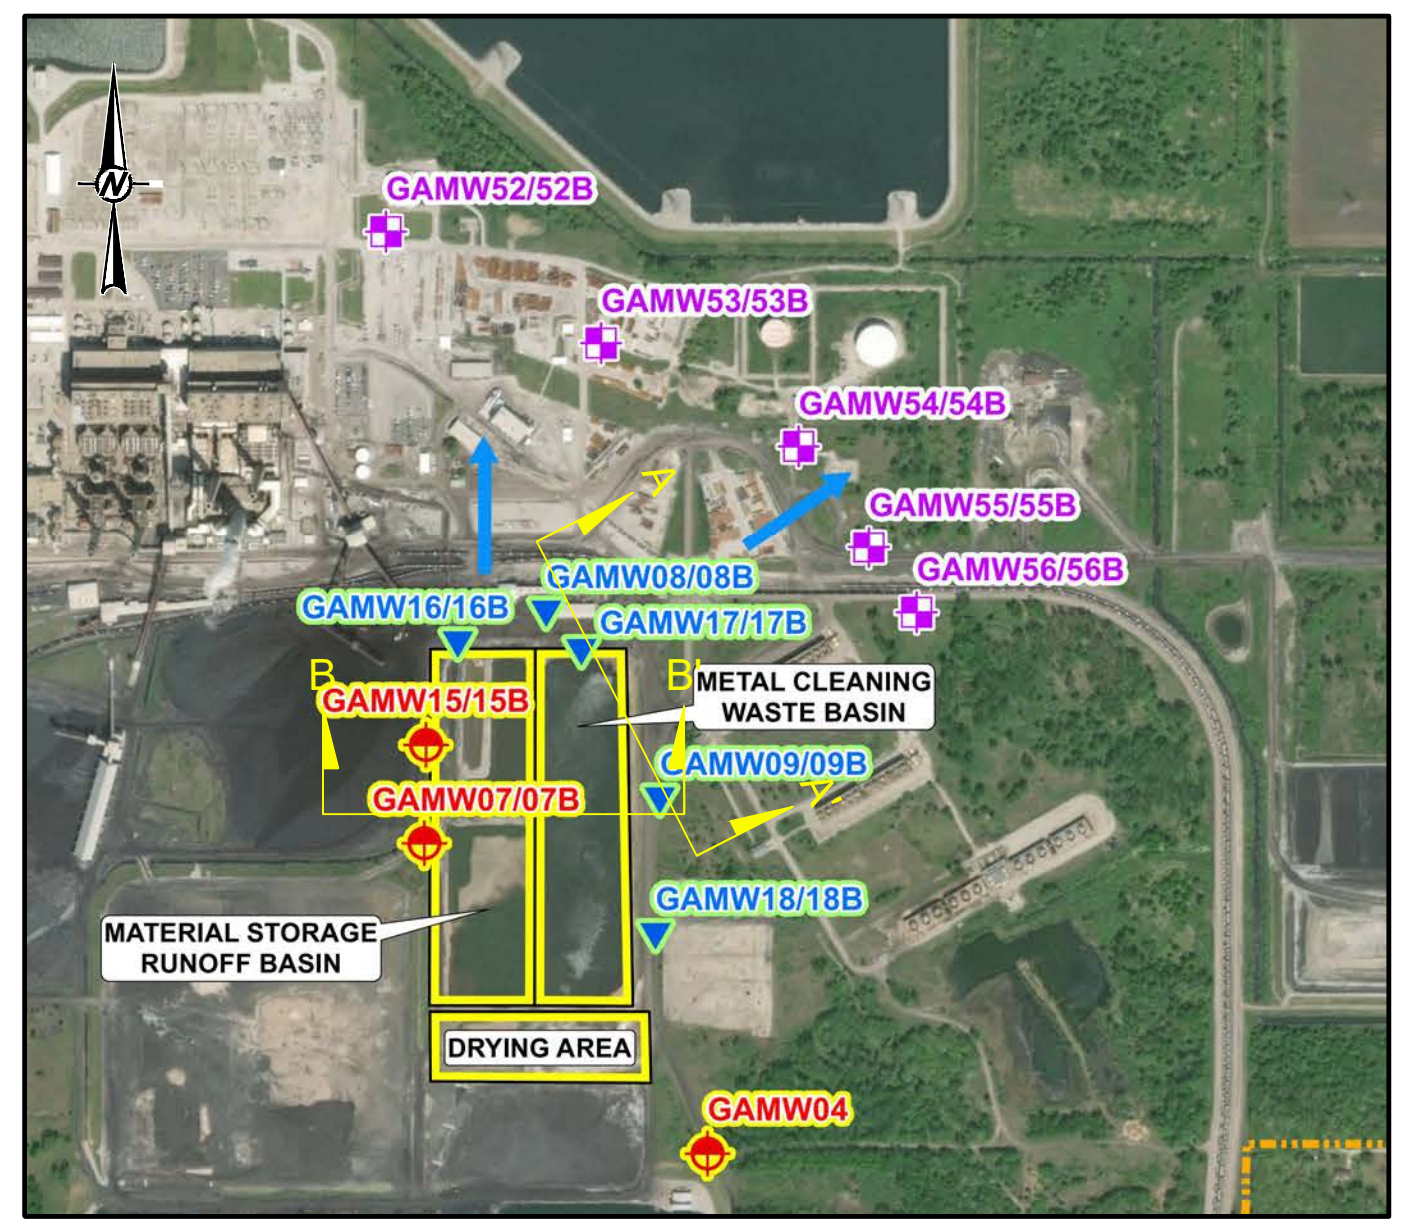 N
GAMW52/52B
GAMW53/53B
GAMW54/54B
A
GAMW55/55B
GAMW56/56B
GAMW08/08B
GAMW16/16B
GAMW17/17B
B
B'
METAL CLEANING
WASTE BASIN
GAMW15/15B
GAMW09/09B
A'
GAMW07/07B
GAMW18/18B
MATERIAL STORAGE
RUNOFF BASIN
DRYING AREA
GAMW04